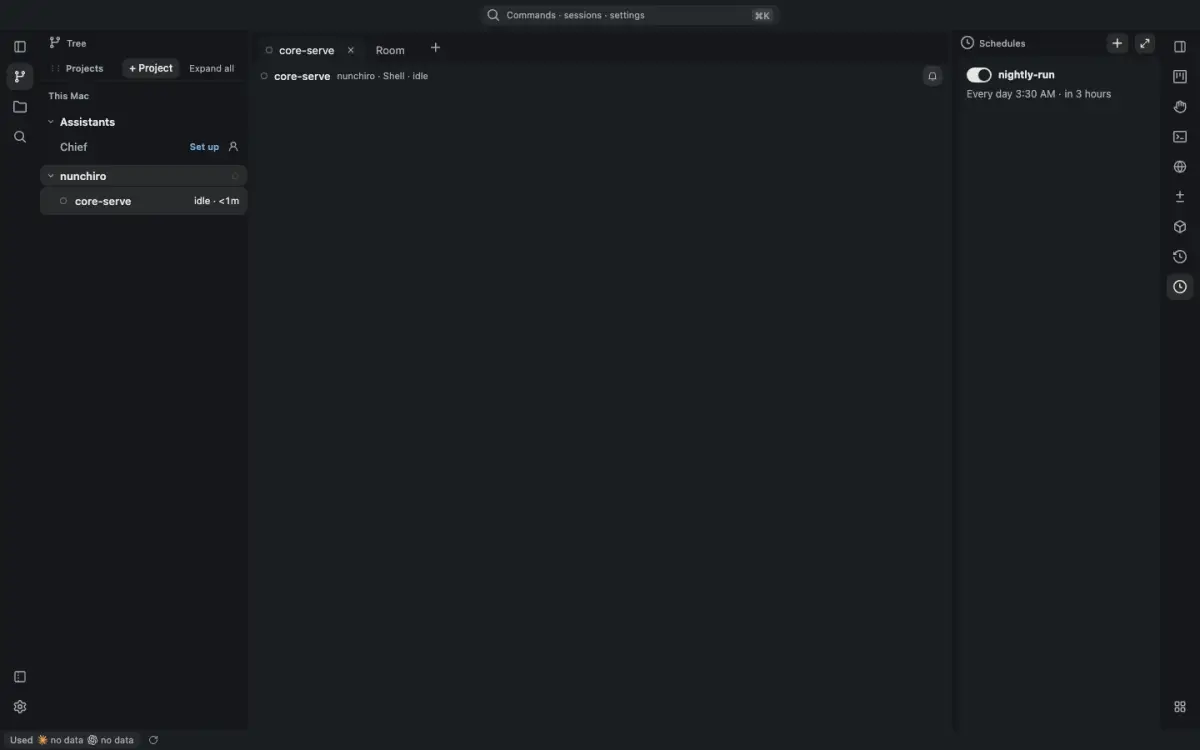 Commands · sessions · settings
⌘K
Tree
Projects
+ Project
Expand all
This Mac
Assistants
Chief
Set up
nunchiro
core-serve
idle · <1m
core-serve
Room
core-serve nunchiro · Shell · idle
Schedules
nightly-run
Every day 3:30 AM · in 3 hours
Used no data no data